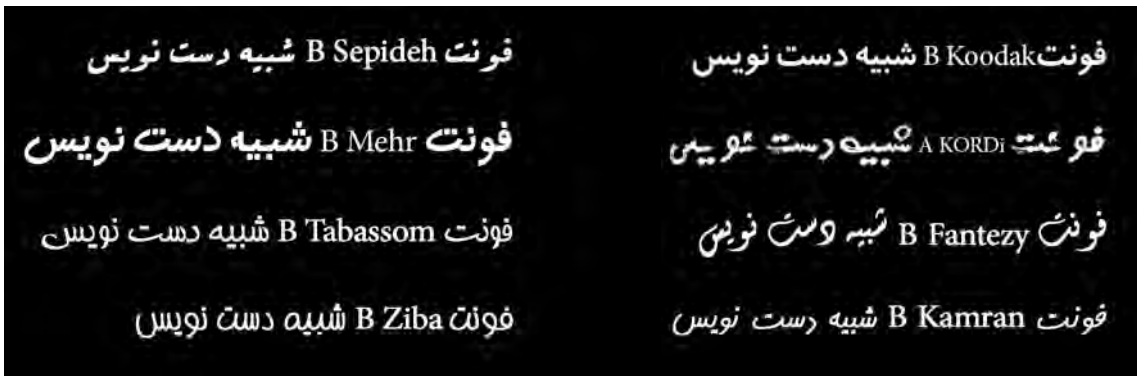 فونت B Koodak شبیه دست نویس
فونت A KORDi شبیه دست نویس
فونت B Fantezy شبیه دست نویس
فونت B Kamran شبیه دست نویس
فونت B Sepideh شبیه دست نویس
فونت B Mehr شبیه دست نویس
فونت B Tabassom شبیه دست نویس
فونت B Ziba شبیه دست نویس